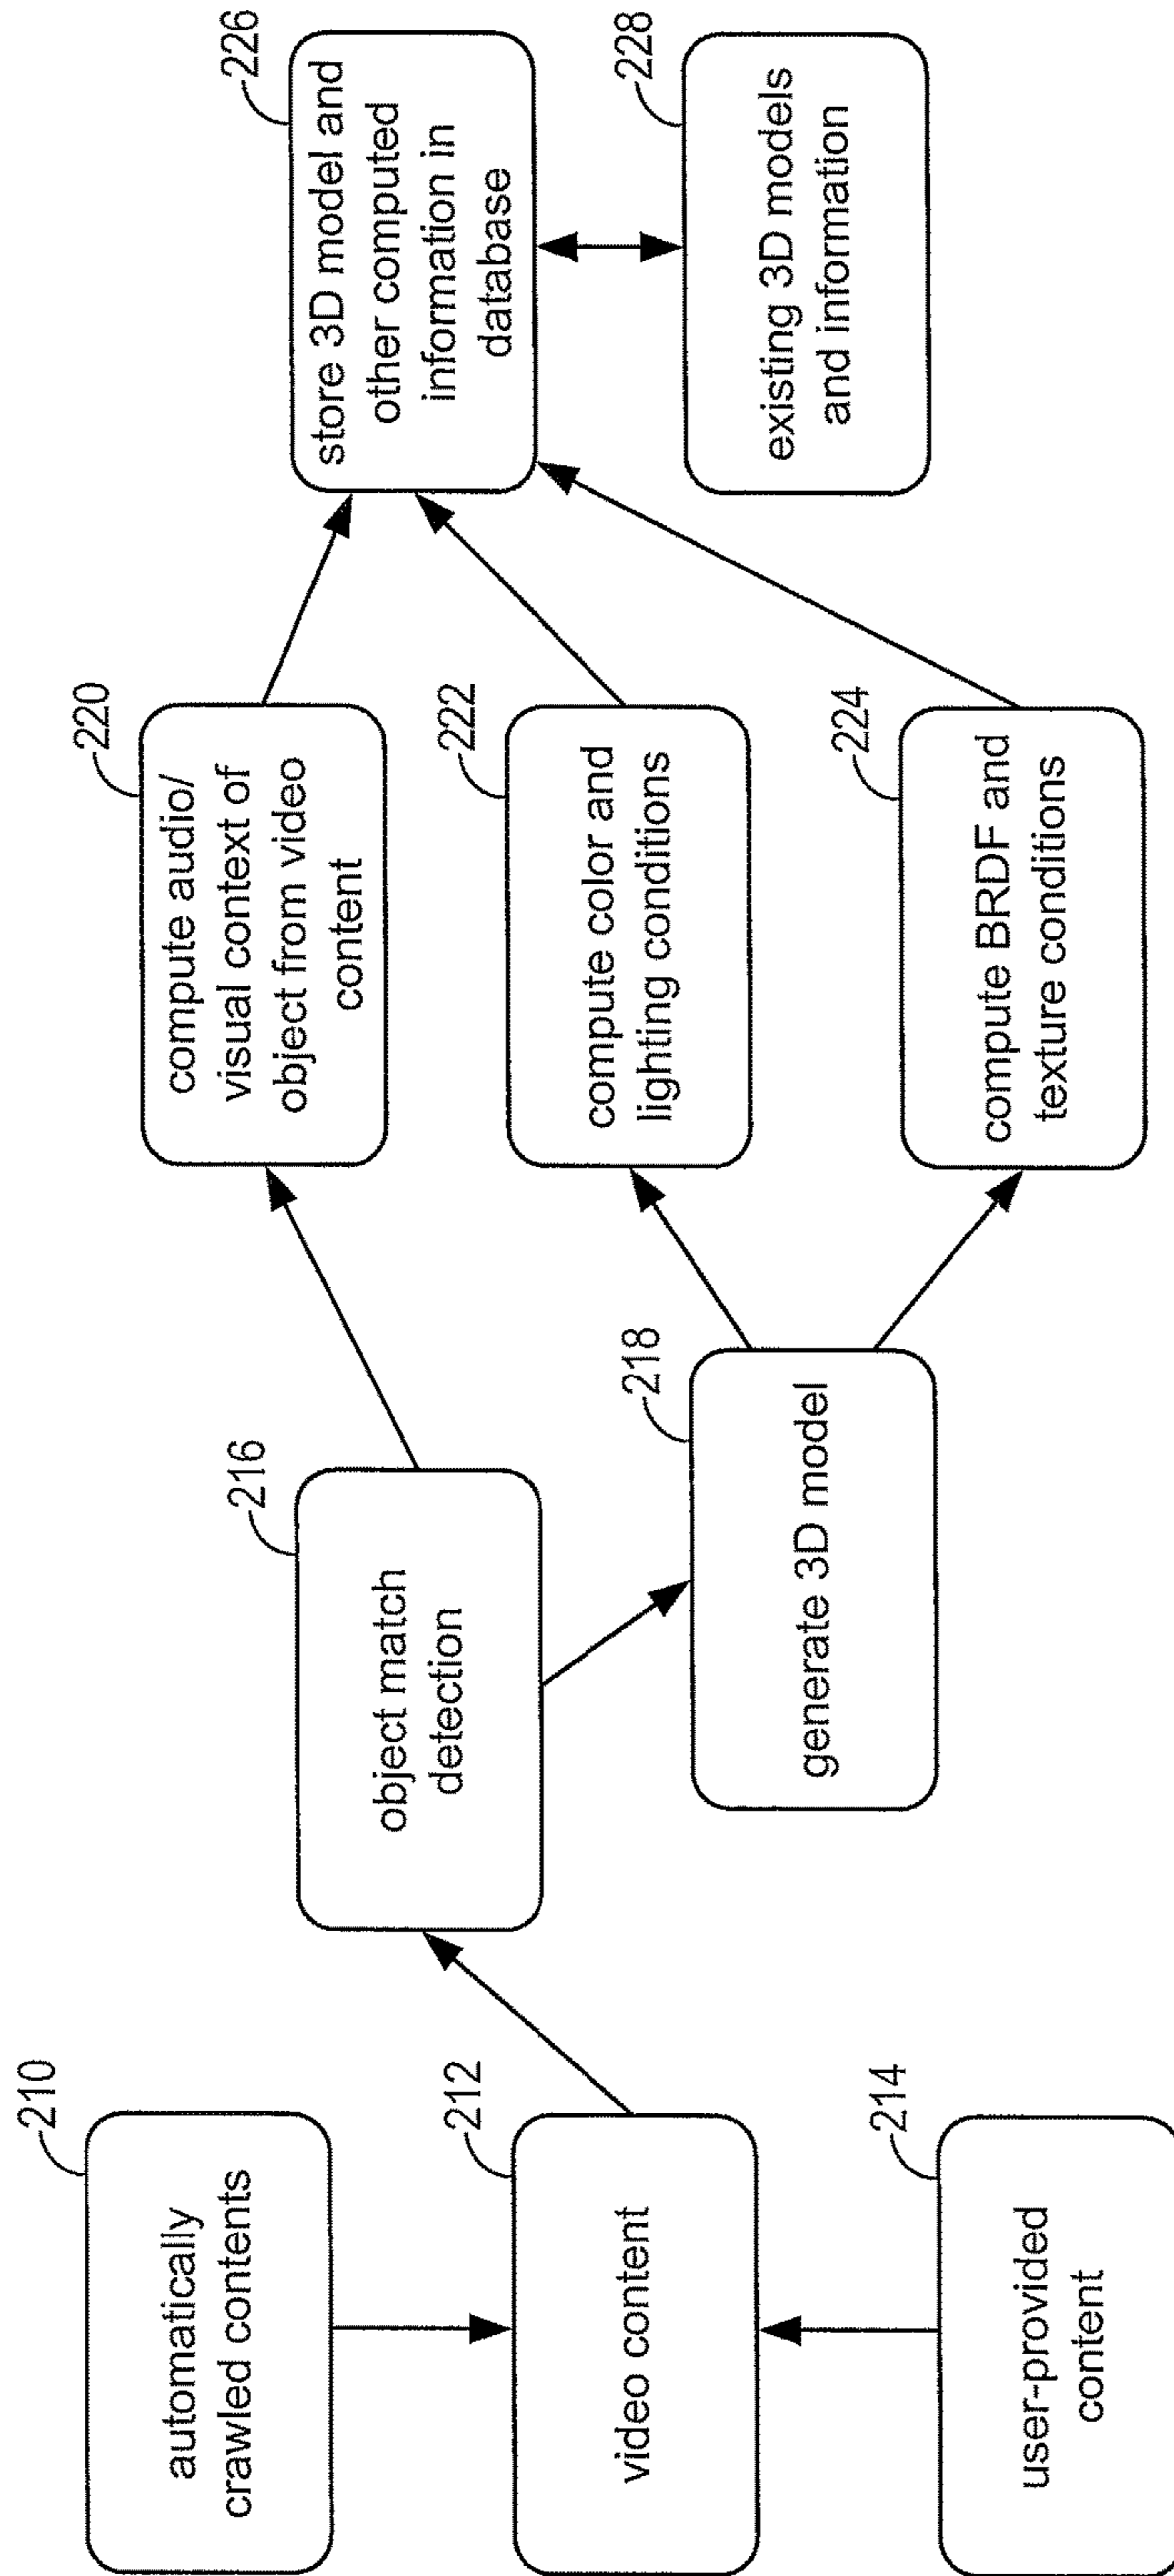 210
automatically
crawled contents
212
video content
214
user-provided
content
216
object match
detection
218
generate 3D model
220
compute audio/
visual context of
object from video
content
222
compute color and
lighting conditions
224
compute BRDF and
texture conditions
226
store 3D model and
other computed
information in
database
228
existing 3D models
and information